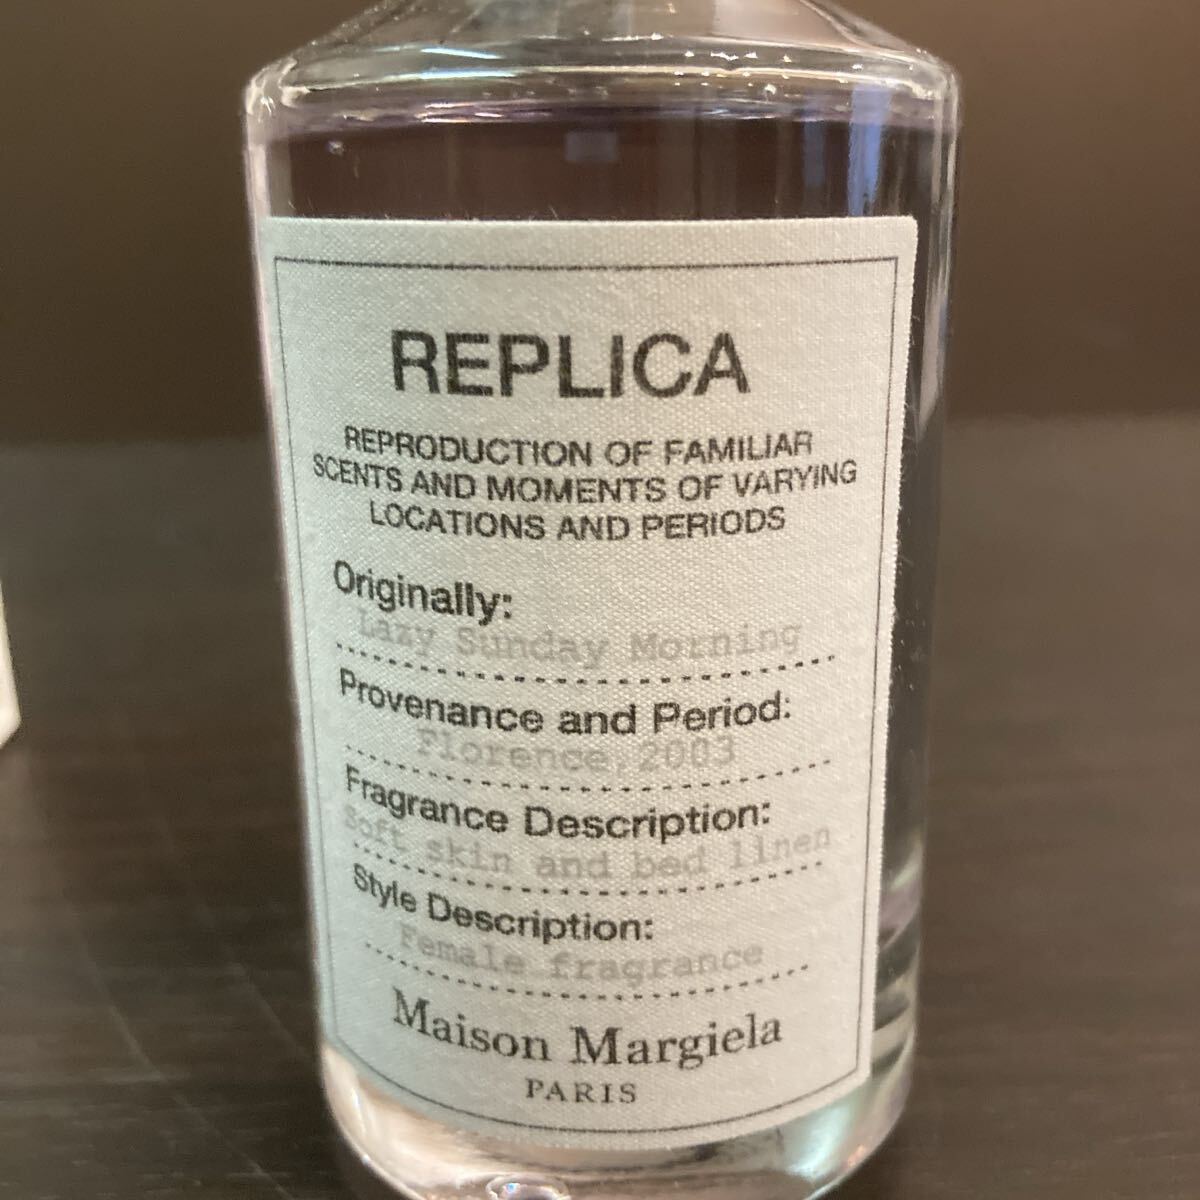 REPLICA
REPRODUCTION OF FAMILIAR
SCENTS AND MOMENTS OF VARYING
LOCATIONS AND PERIODS
Originally:
Lazy Sunday Morning
Provenance and Period:
Florence, 2003
Fragrance Description:
Soft skin and bed linen
Style Description:
Female fragrance
Maison Margiela
PARIS